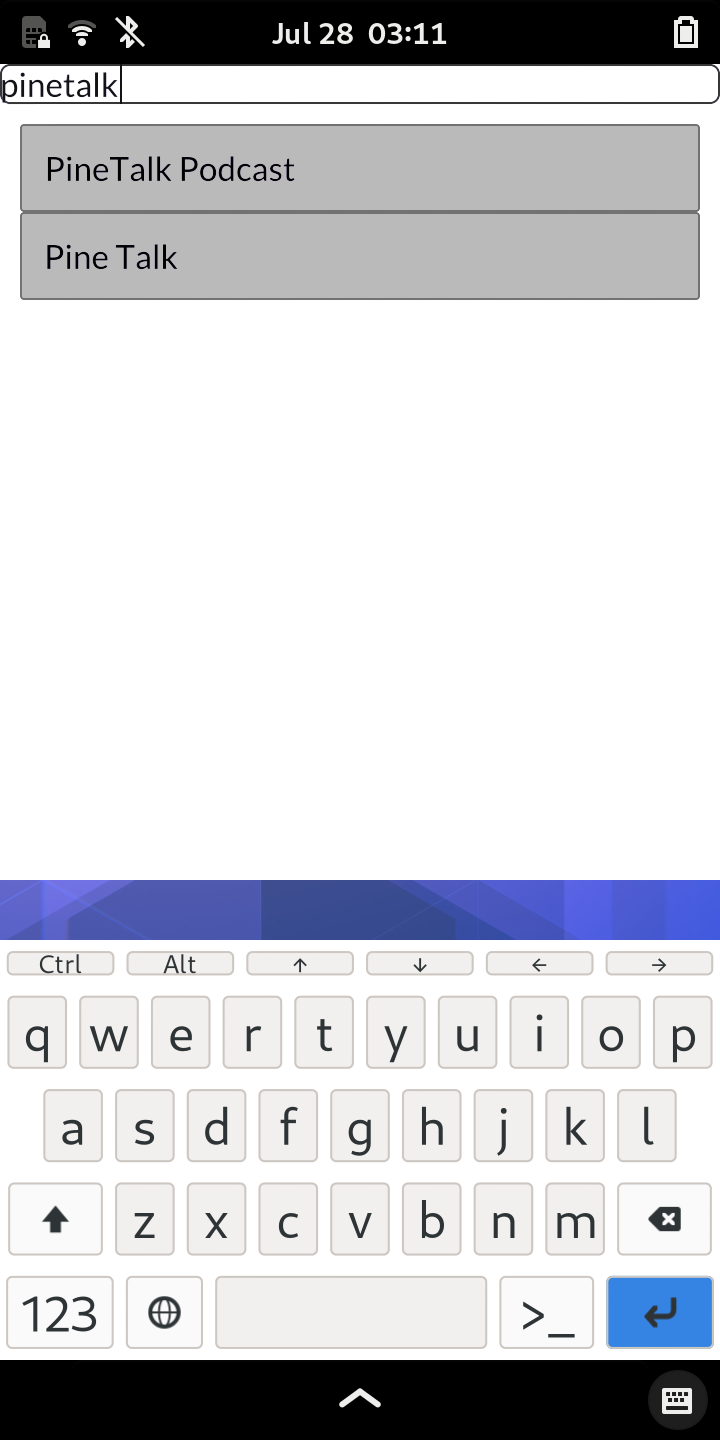 Jul 28 03:11
pinetalk
PineTalk Podcast
Pine Talk
Ctrl Alt ↑ ↓ ← →
q w e r t y u i o p
a s d f g h j k l
z x c v b n m
123 >_